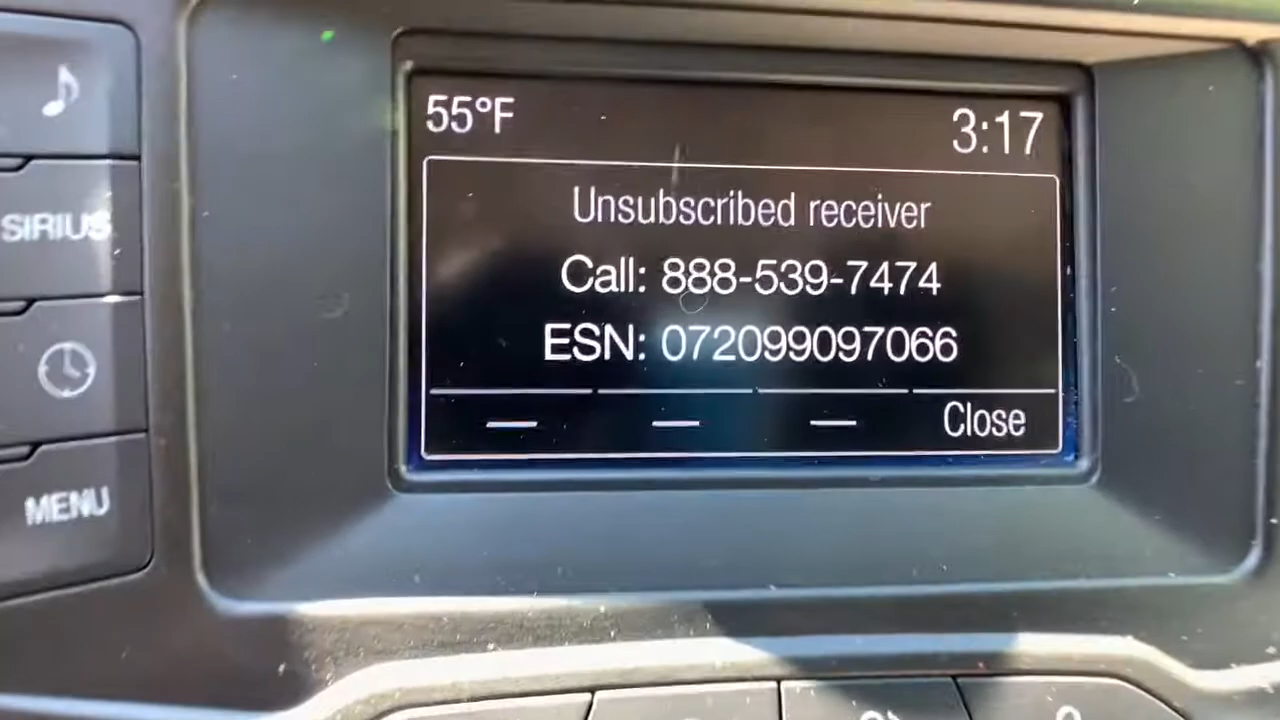 55°F
3:17
SIRIUS
Unsubscribed receiver
Call: 888-539-7474
ESN: 072099097066
Close
MENU